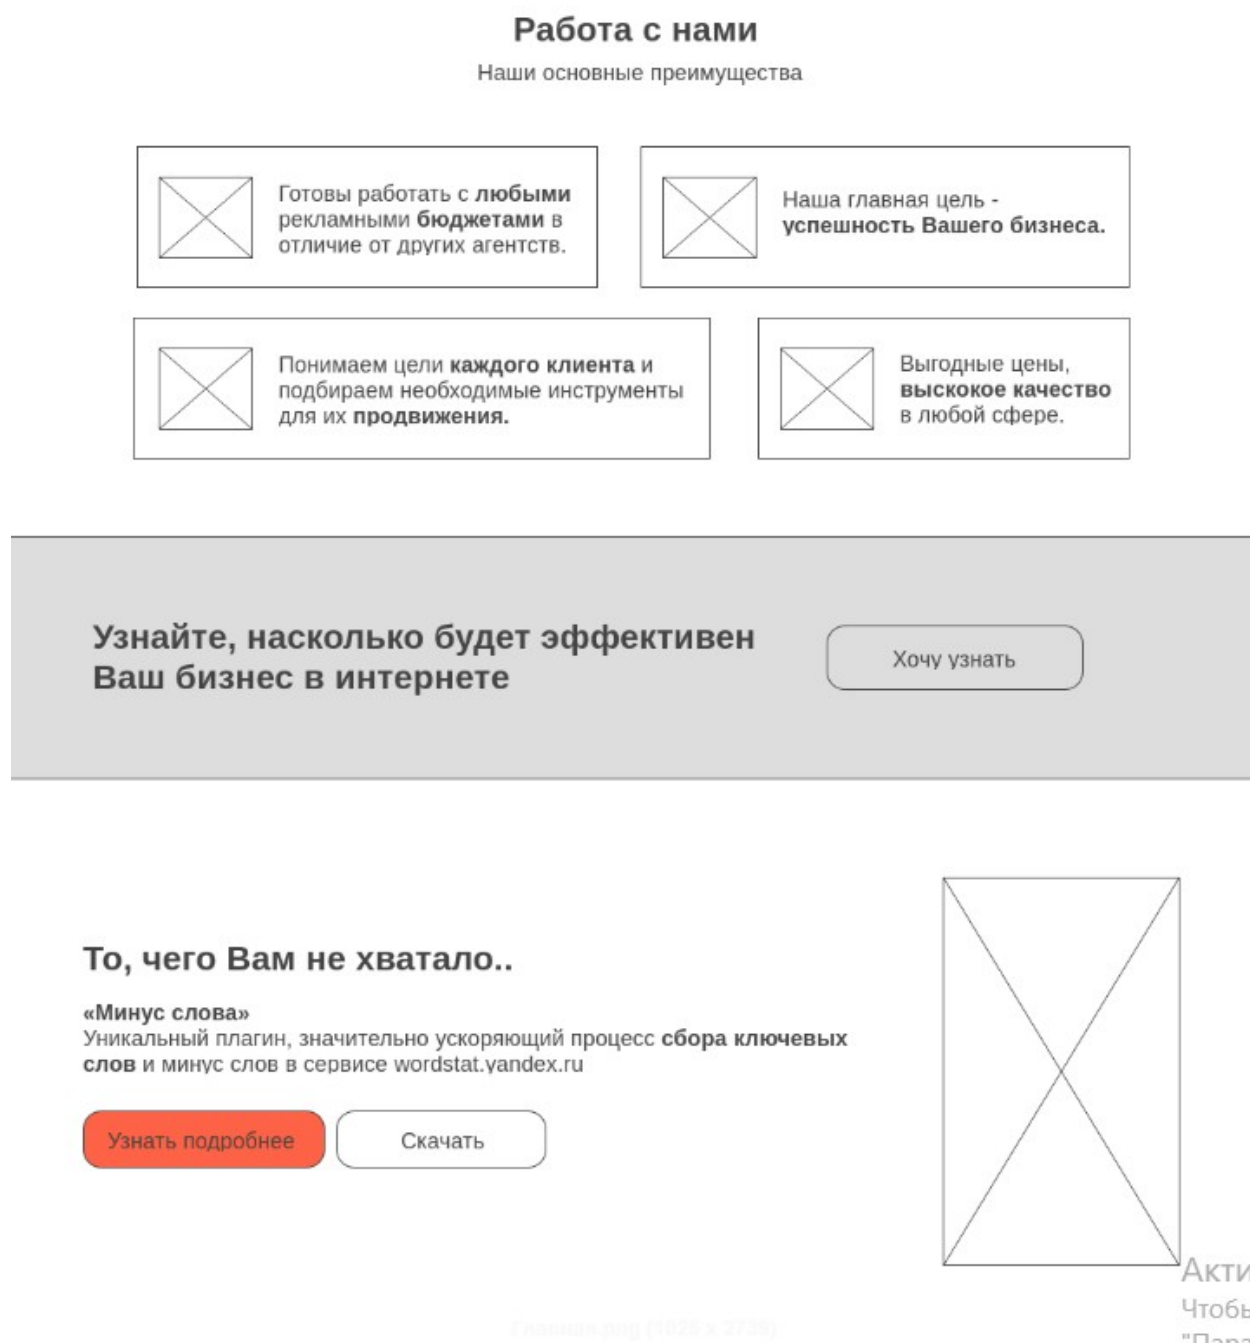 Работа с нами
Наши основные преимущества
Готовы работать с любыми
рекламными бюджетами в
отличие от других агентств.
Наша главная цель -
успешность Вашего бизнеса.
Понимаем цели каждого клиента и
подбираем необходимые инструменты
для их продвижения.
Выгодные цены,
выскокое качество
в любой сфере.
Узнайте, насколько будет эффективен
Ваш бизнес в интернете
Хочу узнать
То, чего Вам не хватало..
«Минус слова»
Уникальный плагин, значительно ускоряющий процесс сбора ключевых
слов и минус слов в сервисе wordstat.yandex.ru
Узнать подробнее
Скачать
Акти
Чтобы
"Пара